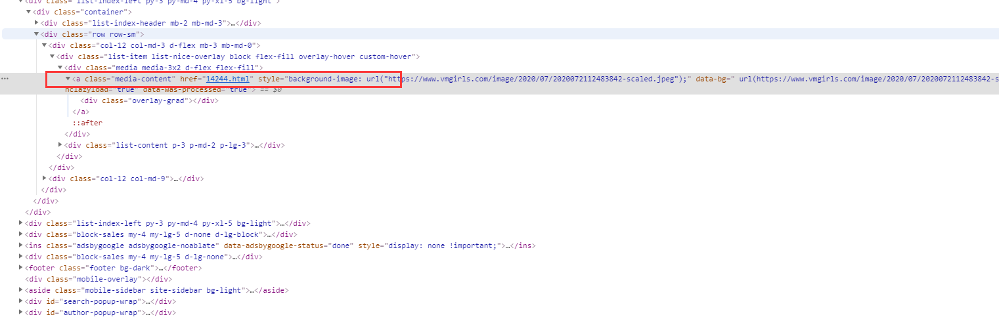 <div class="list-index-left py-3 py-md-4 py-xl-5 bg-light">
<div class="container">
<div class="list-index-header mb-2 mb-md-3">…</div>
<div class="row row-sm">
<div class="col-12 col-md-3 d-flex mb-3 mb-md-0">
<div class="list-item list-nice-overlay block flex-fill overlay-hover custom-hover">
<div class="media media-3x2 d-flex flex-fill">
<a class="media-content" href="14244.html" style="background-image: url("https://www.vmgirls.com/image/2020/07/2020072112483842-scaled.jpeg");" data-bg=" url(https://www.vmgirls.com/image/2020/07/2020072112483842-s
nclazyload="true" data-was-processed="true"> == $0
<div class="overlay-grad"></div>
</a>
::after
</div>
<div class="list-content p-3 p-md-2 p-lg-3">…</div>
</div>
</div>
<div class="col-12 col-md-9">…</div>
</div>
</div>
</div>
<div class="list-index-left py-3 py-md-4 py-xl-5 bg-light">…</div>
<div class="block-sales my-4 my-lg-5 d-none d-lg-block">…</div>
<ins class="adsbygoogle adsbygoogle-noablate" data-adsbygoogle-status="done" style="display: none !important;">…</ins>
<div class="block-sales my-4 my-lg-5 d-lg-none">…</div>
<footer class="footer bg-dark">…</footer>
<div class="mobile-overlay"></div>
<aside class="mobile-sidebar site-sidebar bg-light">…</aside>
<div id="search-popup-wrap">…</div>
<div id="author-popup-wrap">…</div>